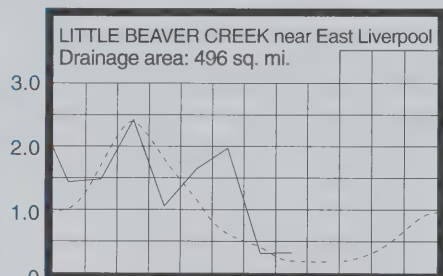 LITTLE BEAVER CREEK near East Liverpool
Drainage area: 496 sq. mi.
3.0
2.0
1.0
0